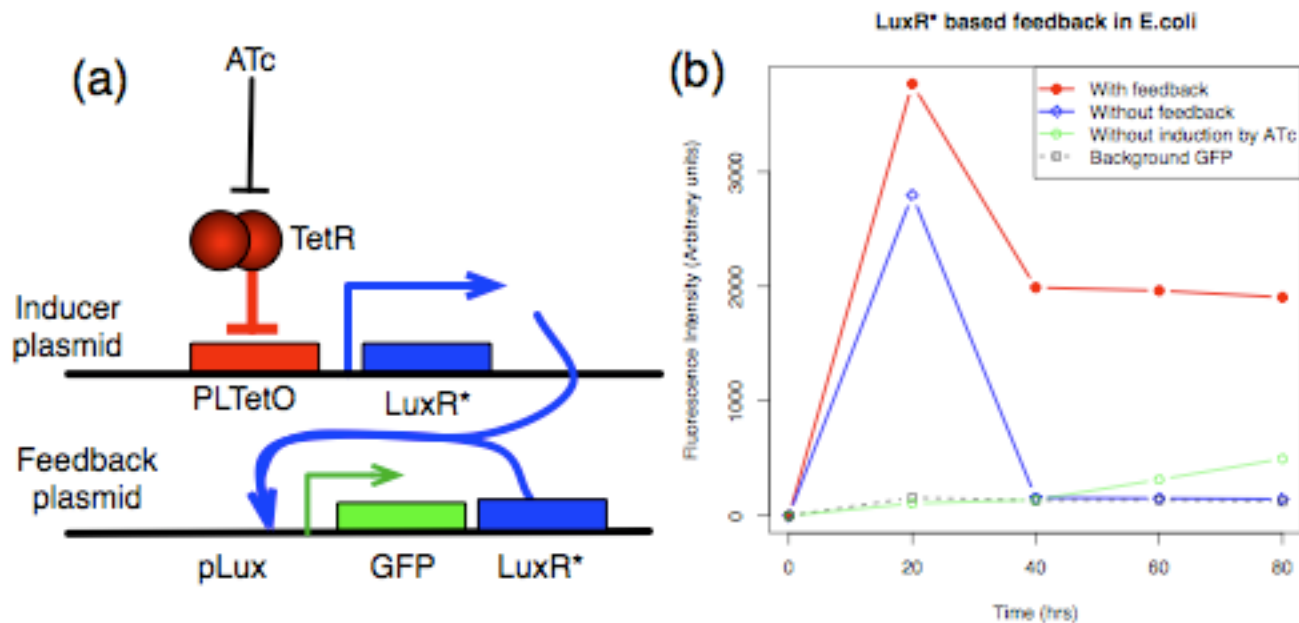 (a)
ATc
TetR
Inducer
plasmid
PLTetO
LuxR*
Feedback
plasmid
pLux
GFP
LuxR*
LuxR* based feedback in E.coli
(b)
With feedback
Without feedback
Without induction by ATc
Background GFP
Fluorescence Intensity (Arbitrary units)
3000
2000
1000
0
0
20
40
60
80
Time (hrs)